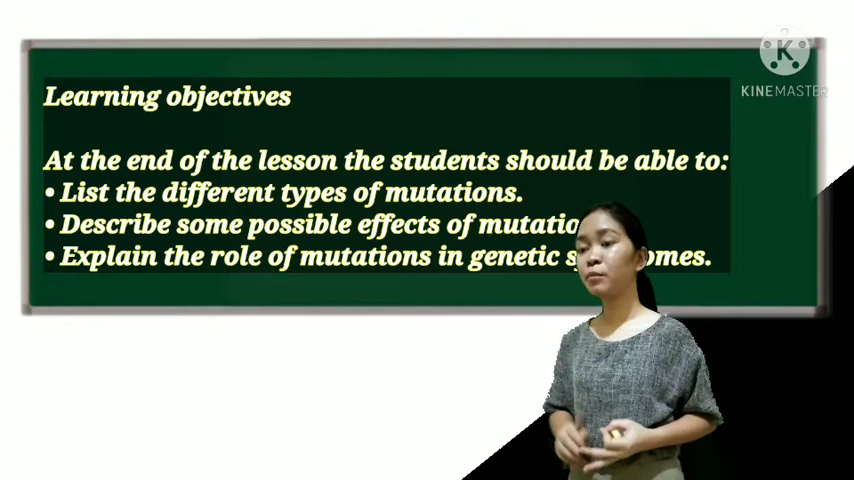 Learning objectives
At the end of the lesson the students should be able to:
• List the different types of mutations.
• Describe some possible effects of
• Explain the role of mutations in genetic
K
KINEMASTER